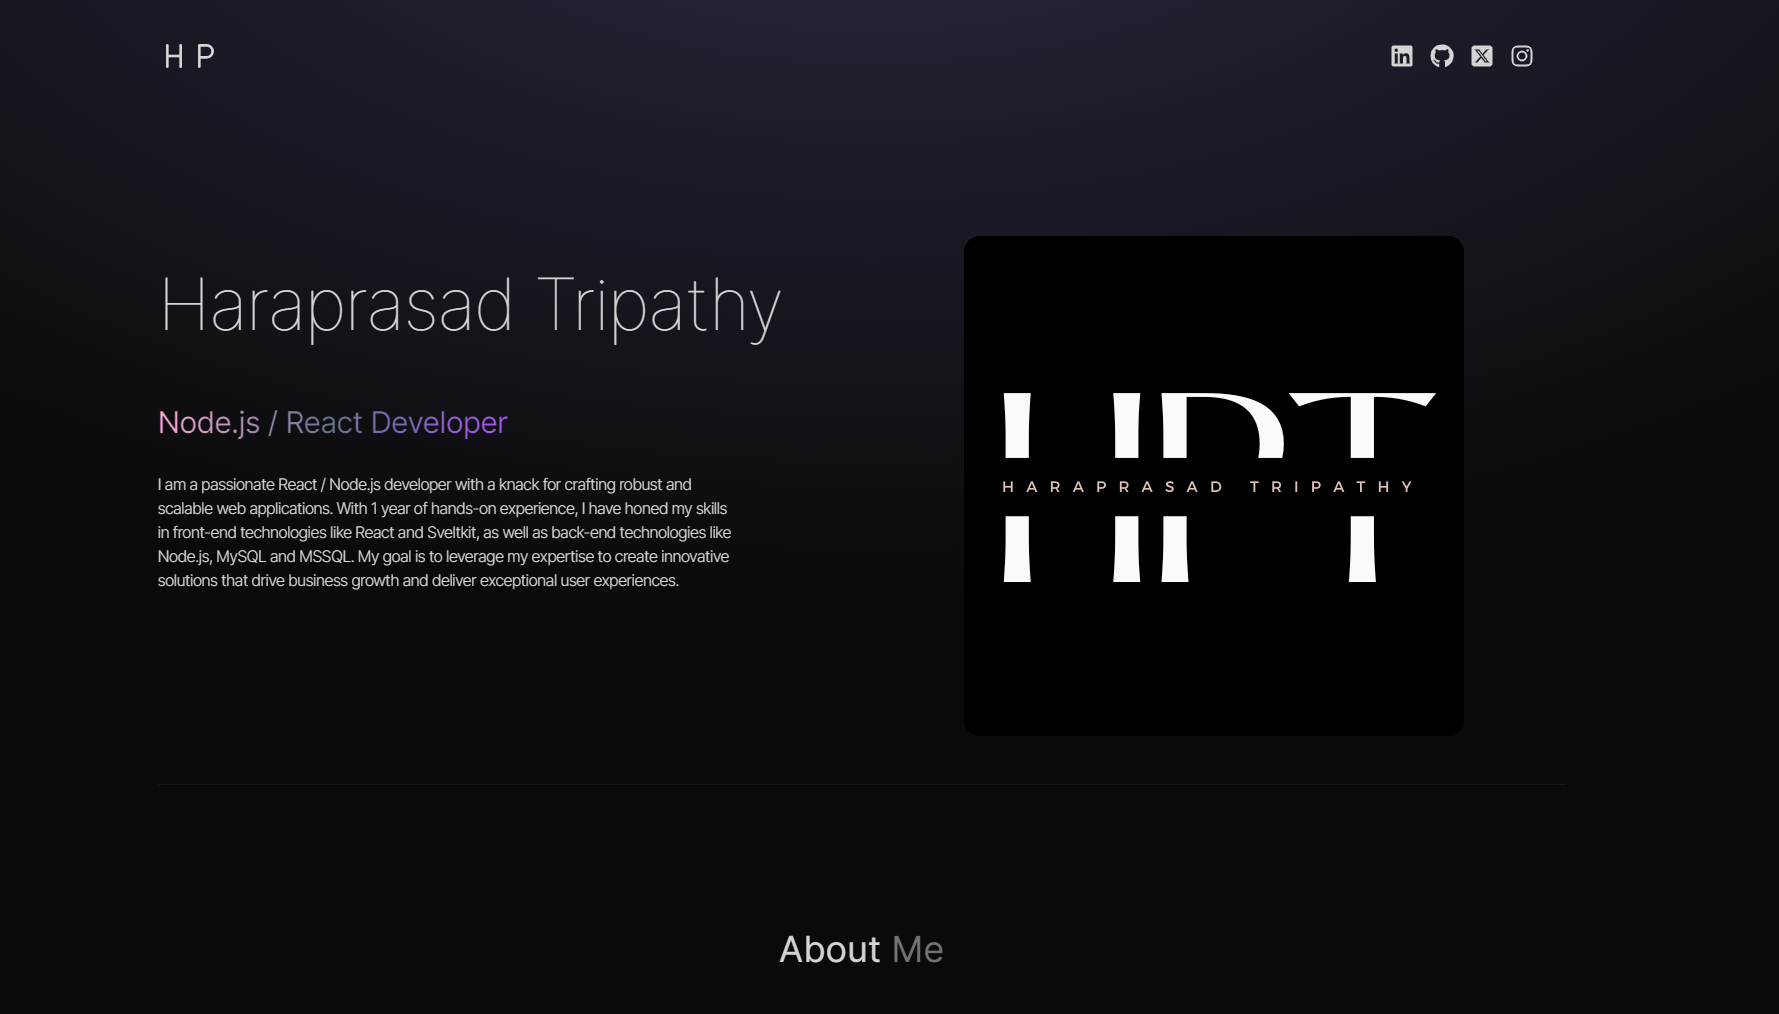 H P
Haraprasad Tripathy
Node.js / React Developer
I am a passionate React / Node.js developer with a knack for crafting robust and
scalable web applications. With 1 year of hands-on experience, I have honed my skills
in front-end technologies like React and Sveltkit, as well as back-end technologies like
Node.js, MySQL and MSSQL. My goal is to leverage my expertise to create innovative
solutions that drive business growth and deliver exceptional user experiences.
HPT
HARAPRASAD TRIPATHY
About Me